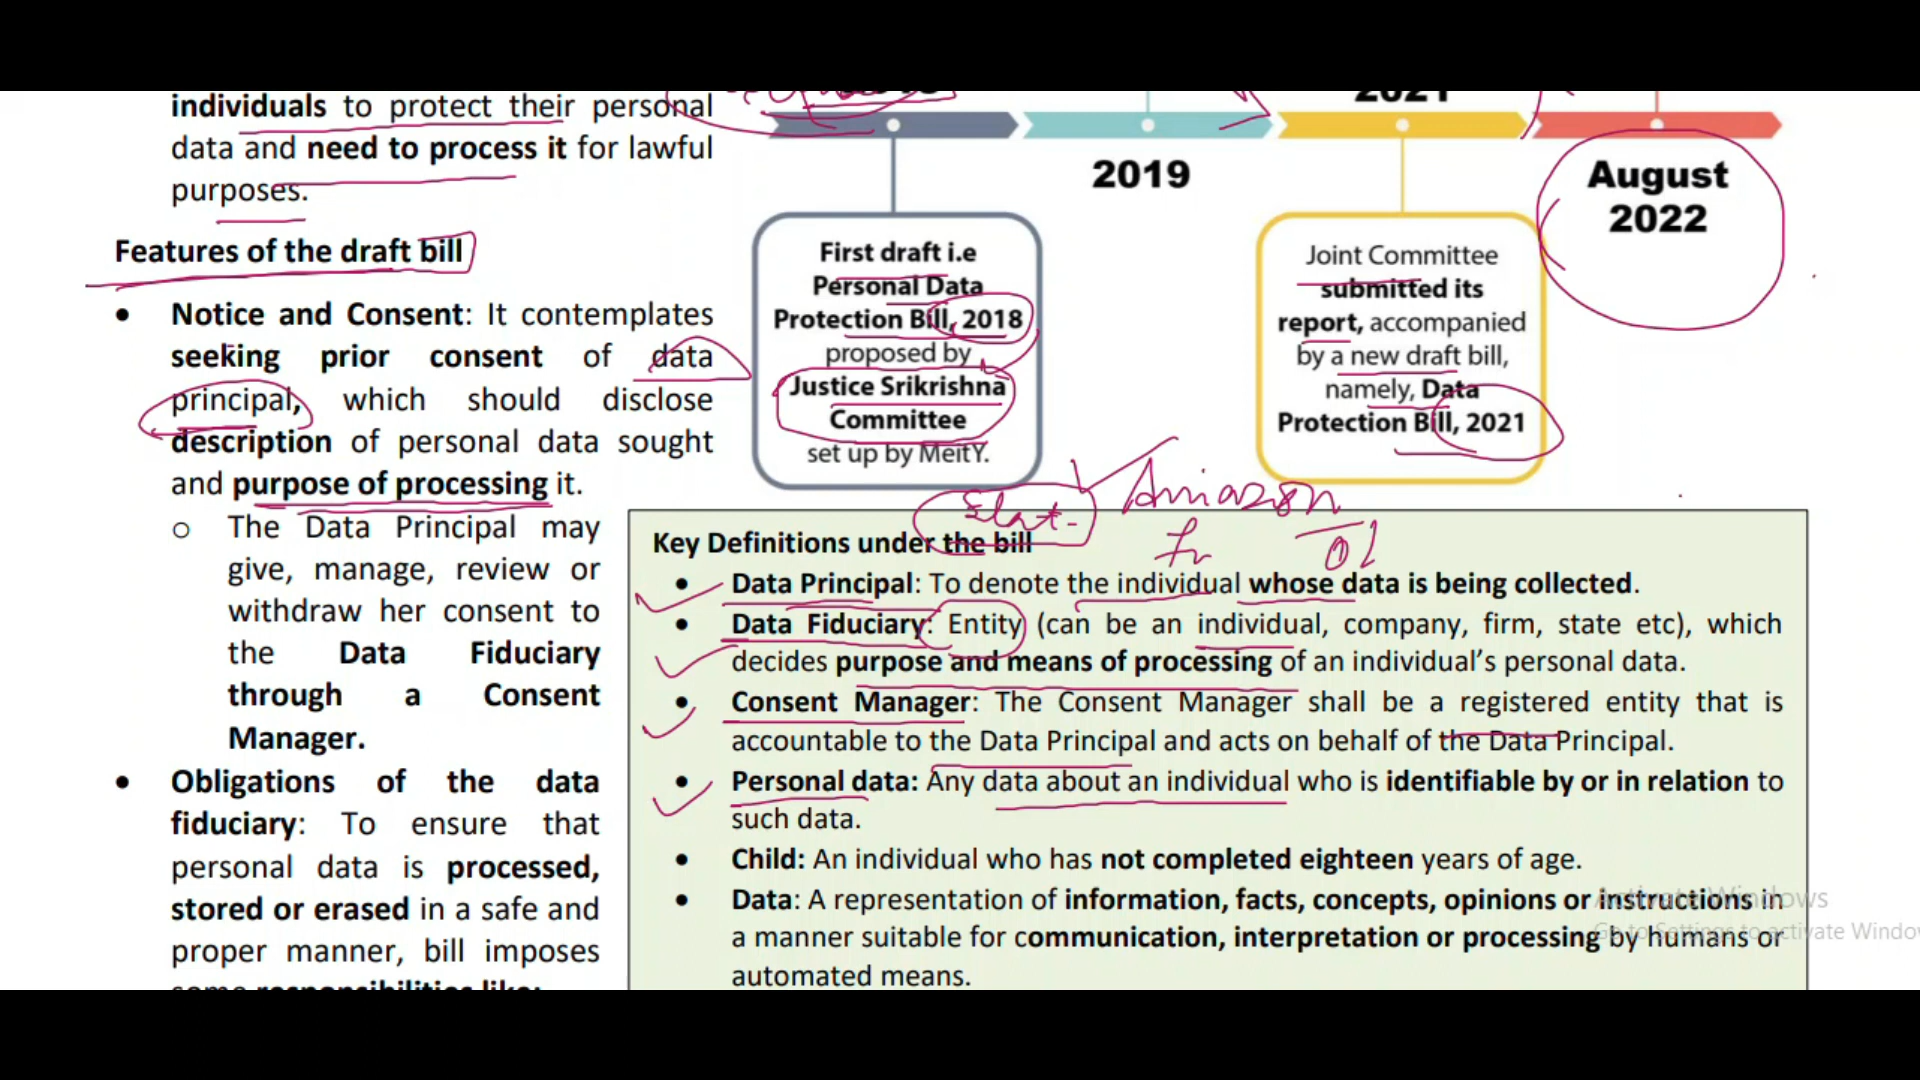 individuals to protect their personal
data and need to process it for lawful
purposes.
Features of the draft bill
• Notice and Consent: It contemplates
seeking prior consent of data
principal, which should disclose
description of personal data sought
and purpose of processing it.
o The Data Principal may
give, manage, review or
withdraw her consent to
the Data Fiduciary
through a Consent
Manager.
• Obligations of the data
fiduciary: To ensure that
personal data is processed,
stored or erased in a safe and
proper manner, bill imposes
some responsibilities like:
2021
2019
August
2022
First draft i.e
Personal Data
Protection Bill, 2018
proposed by
Justice Srikrishna
Committee
set up by MeitY.
Joint Committee
submitted its
report, accompanied
by a new draft bill,
namely, Data
Protection Bill, 2021
Amazon
Key Definitions under the bill
• Data Principal: To denote the individual whose data is being collected.
• Data Fiduciary: Entity (can be an individual, company, firm, state etc), which
decides purpose and means of processing of an individual’s personal data.
• Consent Manager: The Consent Manager shall be a registered entity that is
accountable to the Data Principal and acts on behalf of the Data Principal.
• Personal data: Any data about an individual who is identifiable by or in relation to
such data.
• Child: An individual who has not completed eighteen years of age.
• Data: A representation of information, facts, concepts, opinions or instructions in
a manner suitable for communication, interpretation or processing by humans or
automated means.
Activate Windows
Go to Settings to activate Windo